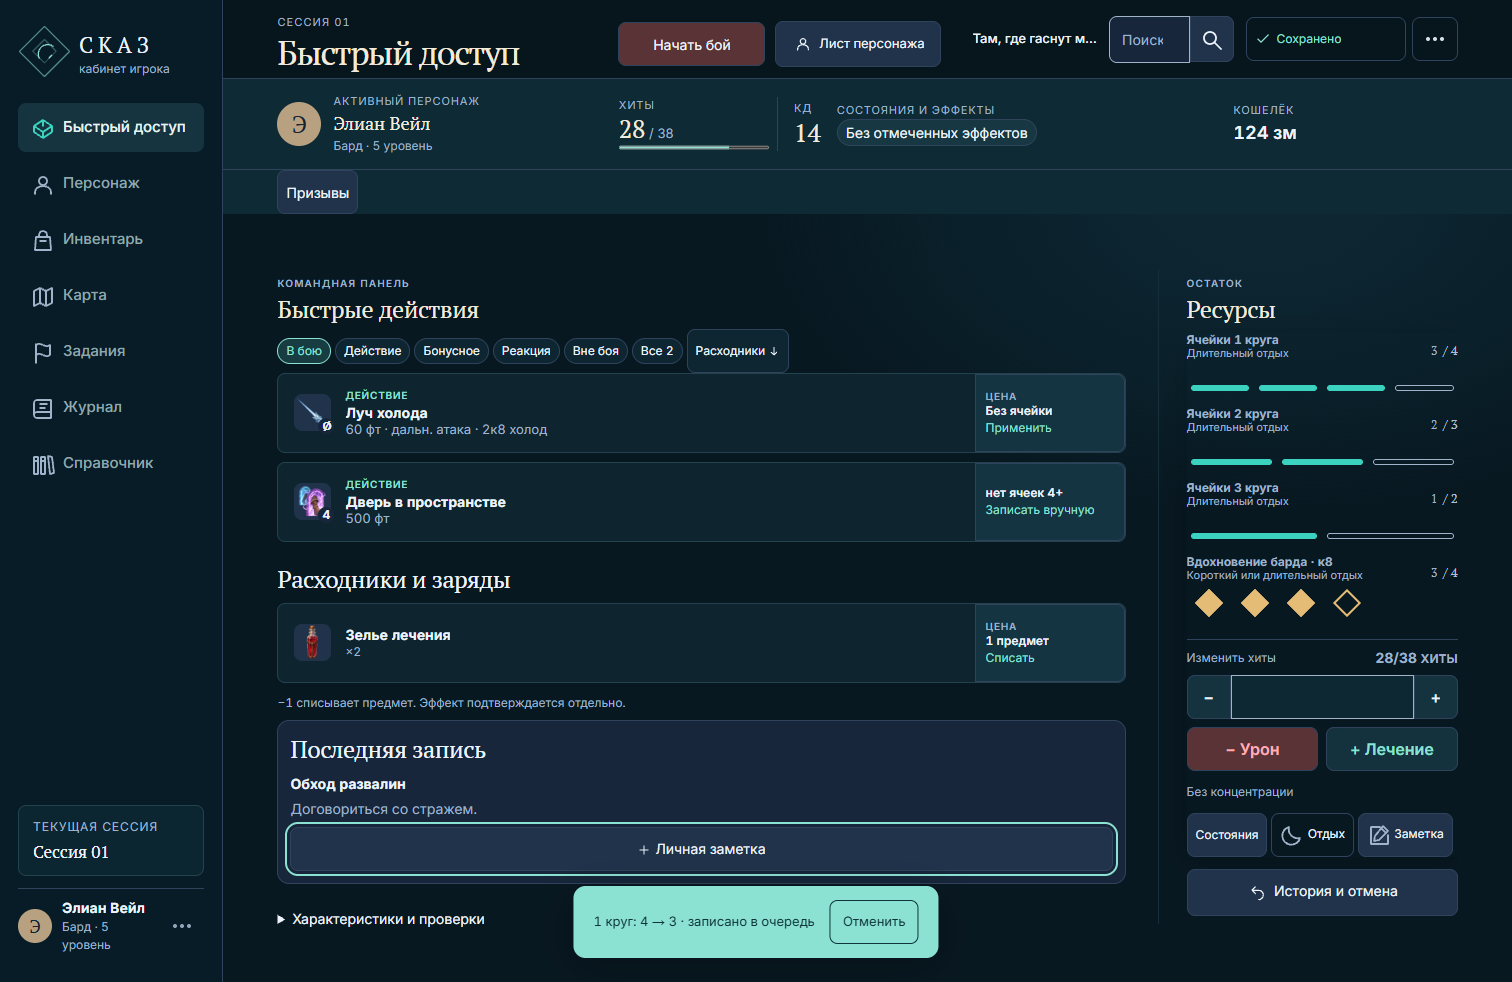 СКАЗ
кабинет игрока
Быстрый доступ
Персонаж
Инвентарь
Карта
Задания
Журнал
Справочник
ТЕКУЩАЯ СЕССИЯ
Сессия 01
Э
Элиан Вейл
Бард · 5
уровень
СЕССИЯ 01
Быстрый доступ
Начать бой
Лист персонажа
Там, где гаснут м...
Поиск
Сохранено
Э
АКТИВНЫЙ ПЕРСОНАЖ
Элиан Вейл
Бард · 5 уровень
ХИТЫ
28 / 38
КД
14
СОСТОЯНИЯ И ЭФФЕКТЫ
Без отмеченных эффектов
КОШЕЛЁК
124 зм
Призывы
КОМАНДНАЯ ПАНЕЛЬ
Быстрые действия
В бою
Действие
Бонусное
Реакция
Вне боя
Все 2
Расходники ↓
ДЕЙСТВИЕ
Луч холода
60 фт · дальн. атака · 2к8 холод
Ø
ЦЕНА
Без ячейки
Применить
ДЕЙСТВИЕ
Дверь в пространстве
500 фт
4
нет ячеек 4+
Записать вручную
Расходники и заряды
Зелье лечения
×2
ЦЕНА
1 предмет
Списать
−1 списывает предмет. Эффект подтверждается отдельно.
Последняя запись
Обход развалин
Договориться со стражем.
+ Личная заметка
▶ Характеристики и проверки
1 круг: 4 → 3 · записано в очередь
Отменить
ОСТАТОК
Ресурсы
Ячейки 1 круга
Длительный отдых
3 / 4
Ячейки 2 круга
Длительный отдых
2 / 3
Ячейки 3 круга
Длительный отдых
1 / 2
Вдохновение барда · к8
Короткий или длительный отдых
3 / 4
Изменить хиты
28/38 ХИТЫ
−
+
− Урон
+ Лечение
Без концентрации
Состояния
Отдых
Заметка
История и отмена